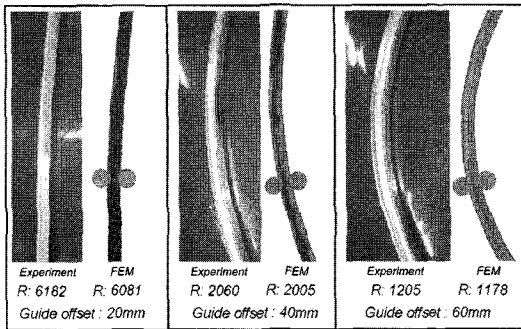 Experiment FEM
R: 6182 R: 6081
Guide offset : 20mm
Experiment FEM
R: 2060 R: 2005
Guide offset : 40mm
Experiment FEM
R: 1205 R: 1178
Guide offset : 60mm